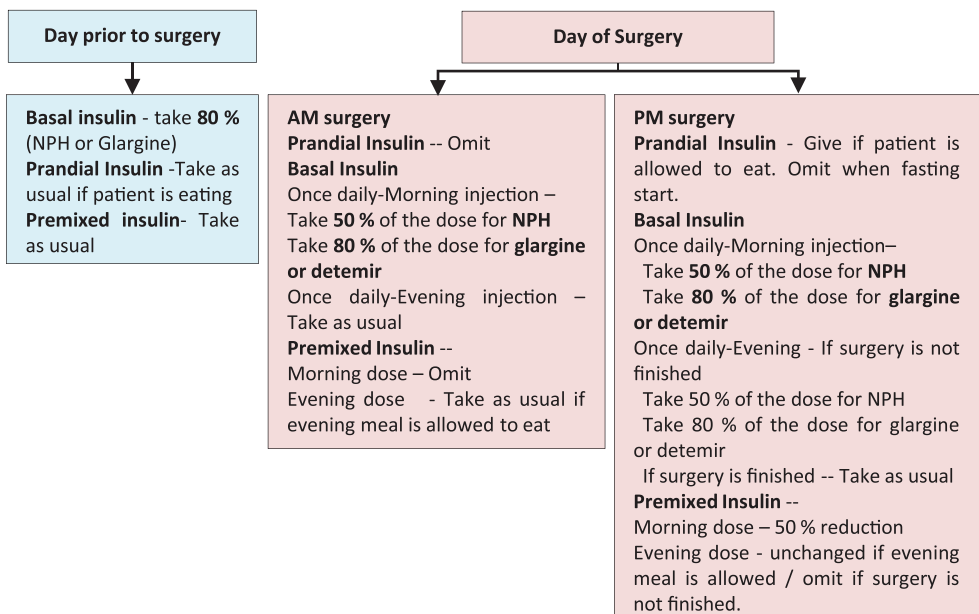 Day prior to surgery
Basal insulin - take 80 %
(NPH or Glargine)
Prandial Insulin -Take as
usual if patient is eating
Premixed insulin- Take
as usual
Day of Surgery
AM surgery
Prandial Insulin -- Omit
Basal Insulin
Once daily-Morning injection –
Take 50 % of the dose for NPH
Take 80 % of the dose for glargine
or detemir
Once daily-Evening injection –
Take as usual
Premixed Insulin --
Morning dose – Omit
Evening dose - Take as usual if
evening meal is allowed to eat
PM surgery
Prandial Insulin - Give if patient is
allowed to eat. Omit when fasting
start.
Basal Insulin
Once daily-Morning injection–
Take 50 % of the dose for NPH
Take 80 % of the dose for glargine
or detemir
Once daily-Evening - If surgery is not
finished
Take 50 % of the dose for NPH
Take 80 % of the dose for glargine
or detemir
If surgery is finished -- Take as usual
Premixed Insulin --
Morning dose – 50 % reduction
Evening dose - unchanged if evening
meal is allowed / omit if surgery is
not finished.